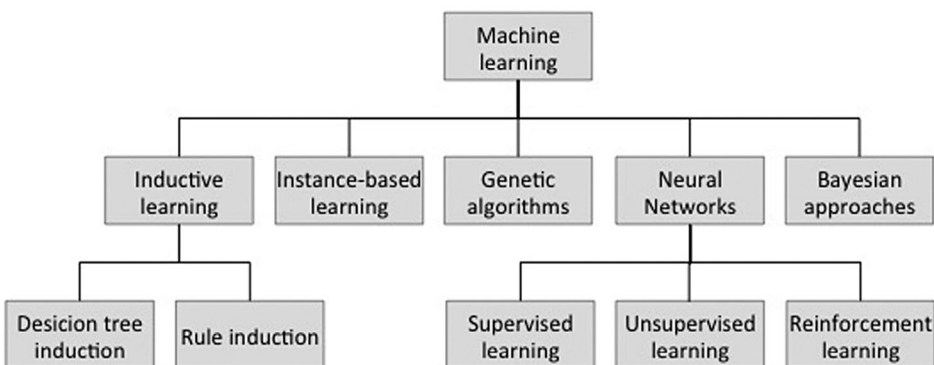 Machine
learning
Inductive
learning
Instance-based
learning
Genetic
algorithms
Neural
Networks
Bayesian
approaches
Desicion tree
induction
Rule induction
Supervised
learning
Unsupervised
learning
Reinforcement
learning